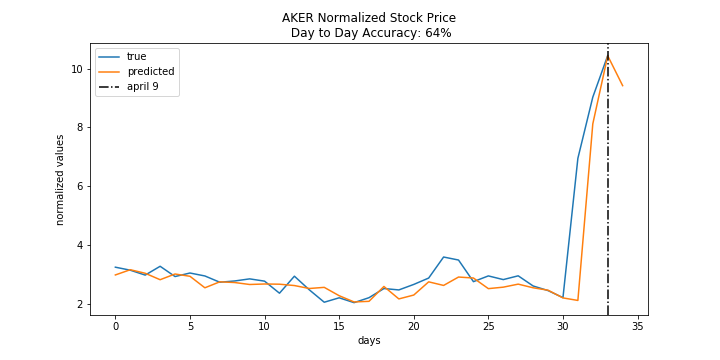 AKER Normalized Stock Price
Day to Day Accuracy: 64%
true
predicted
april 9
normalized values
10
8
6
4
2
0
5
10
15
20
25
30
35
days